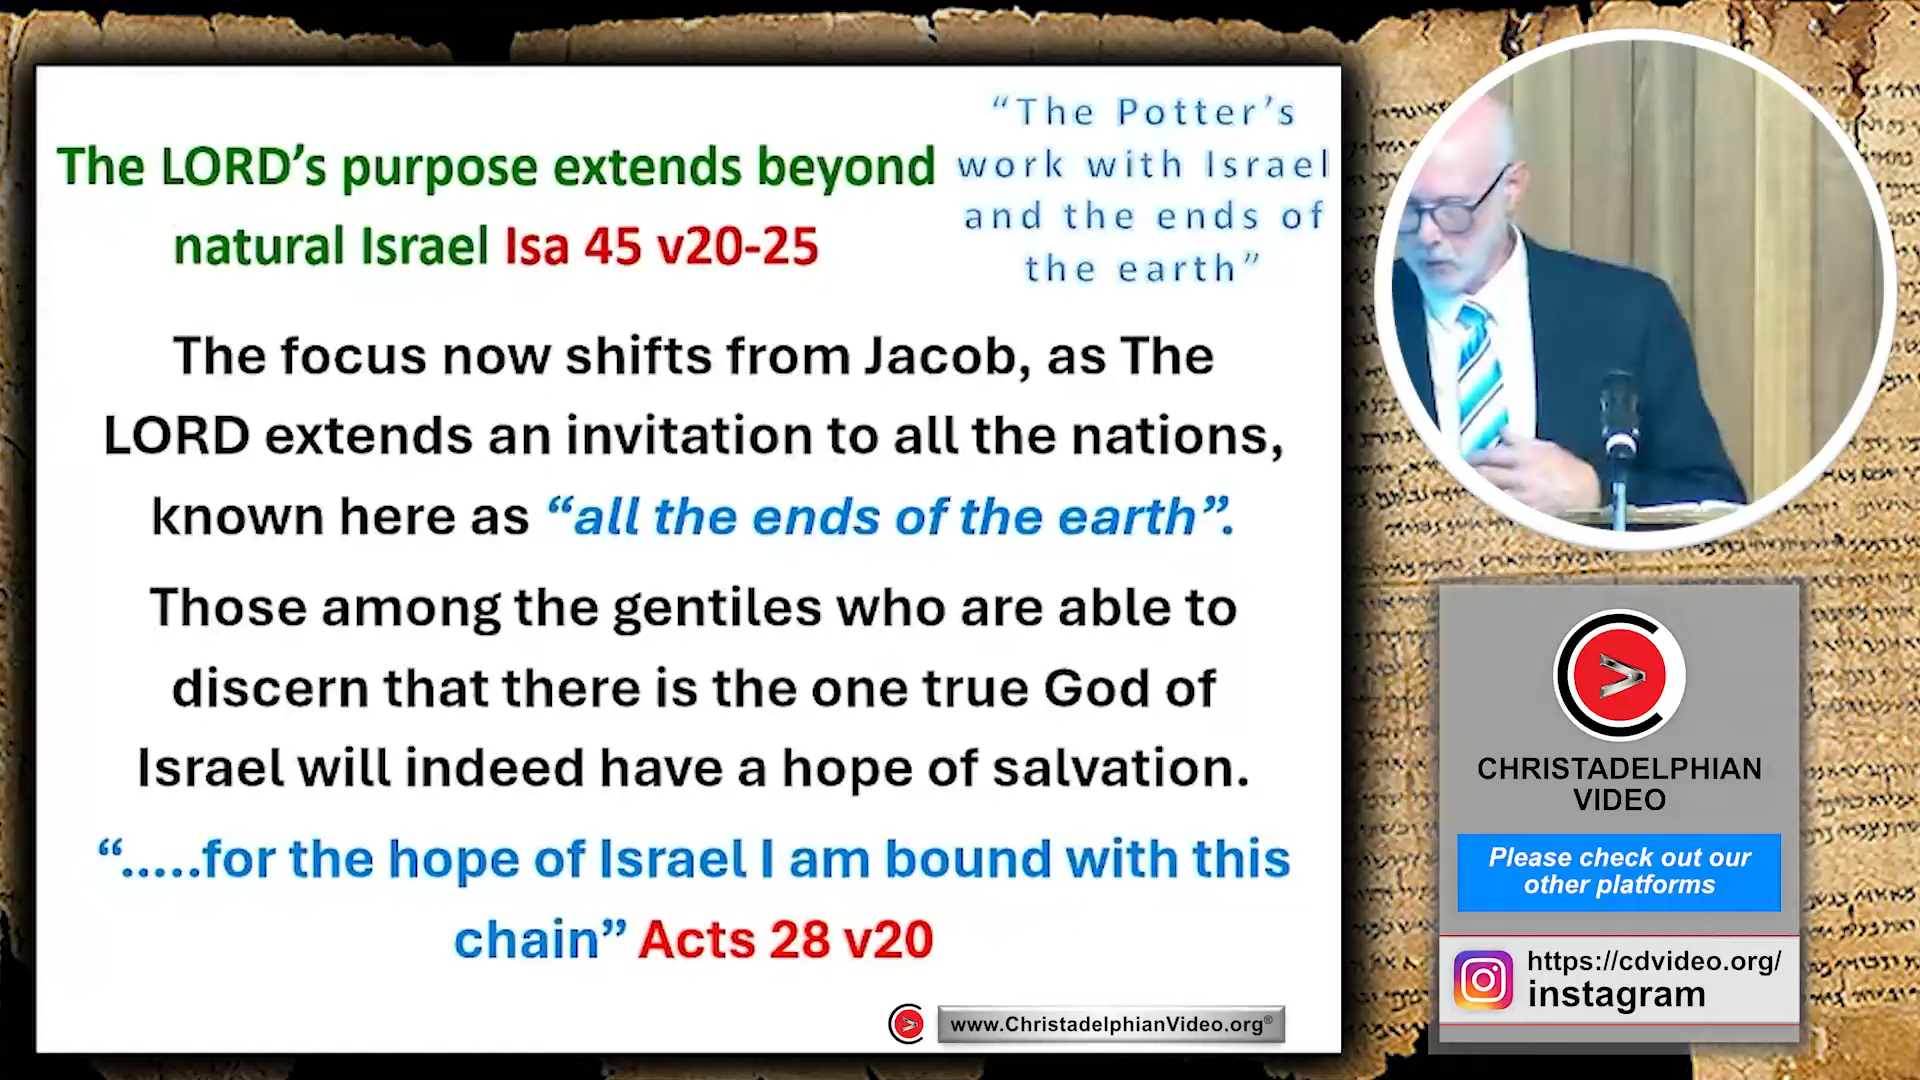 The LORD’s purpose extends beyond
natural Israel Isa 45 v20-25
“The Potter’s
work with Israel
and the ends of
the earth”
The focus now shifts from Jacob, as The
LORD extends an invitation to all the nations,
known here as “all the ends of the earth”.
Those among the gentiles who are able to
discern that there is the one true God of
Israel will indeed have a hope of salvation.
“.....for the hope of Israel I am bound with this
chain” Acts 28 v20
www.ChristadelphianVideo.org®
CHRISTADELPHIAN
VIDEO
Please check out our
other platforms
https://cdvideo.org/
instagram